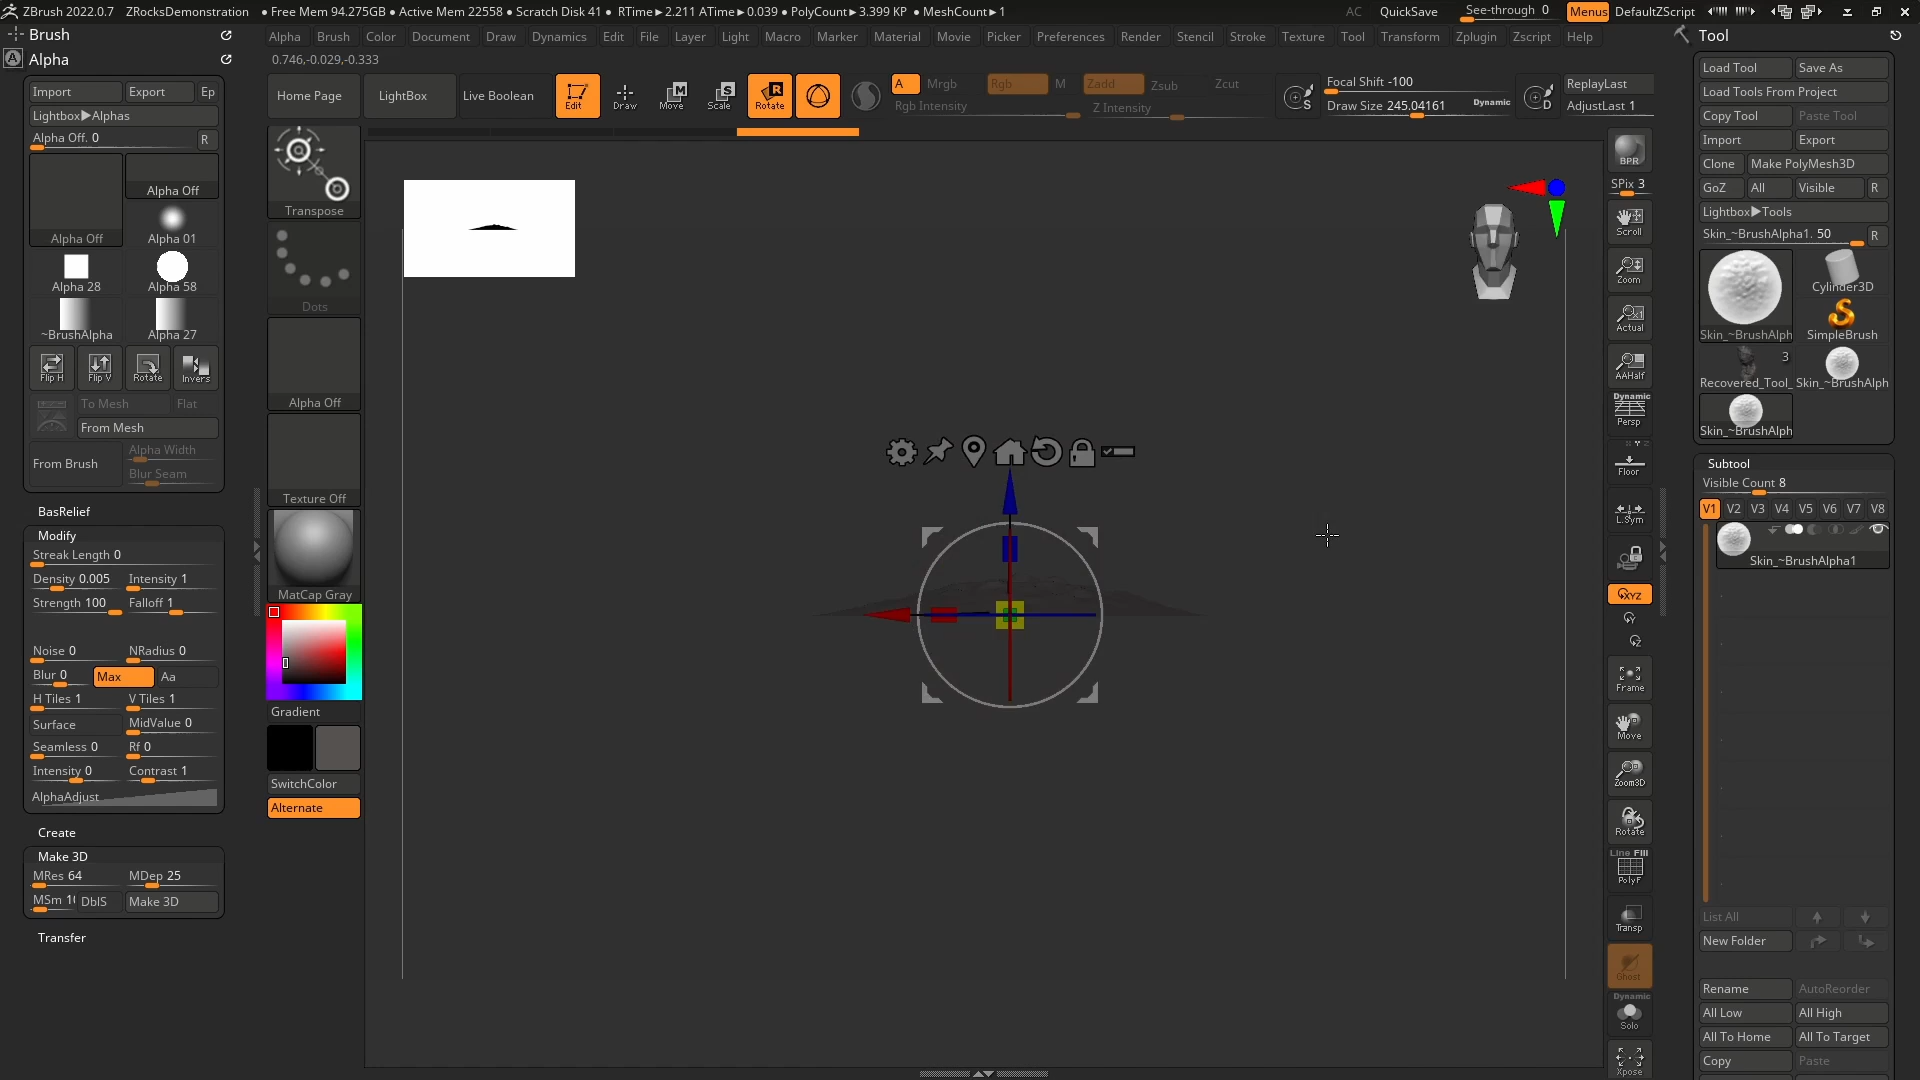 ZBrush 2022.0.7 ZRocksDemonstration ● Free Mem 94.275GB ● Active Mem 22558 ● Scratch Disk 41 ● RTime►2.211 ATime►0.039 ● PolyCount►3.399 KP ● MeshCount►1 AC QuickSave See-through 0 Menus DefaultZScript
Brush
Alpha
Alpha Brush Color Document Draw Dynamics Edit File Layer Light Macro Marker Material Movie Picker Preferences Render Stencil Stroke Texture Tool Transform Zplugin Zscript Help
Tool
0.746,-0.029,-0.333
Import Export Ep
Lightbox►Alphas
Alpha Off. 0 R
Alpha Off
Alpha Off
Alpha 01
Alpha 28
Alpha 58
~BrushAlpha
Alpha 27
Flip H Flip V Rotate Invers
To Mesh Flat
From Mesh
From Brush
Alpha Width
Blur Seam
BasRelief
Modify
Streak Length 0
Density 0.005 Intensity 1
Strength 100 Falloff 1
Noise 0 NRadius 0
Blur 0 Max Aa
H Tiles 1 V Tiles 1
Surface MidValue 0
Seamless 0 Rf 0
Intensity 0 Contrast 1
AlphaAdjust
Create
Make 3D
MRes 64 MDep 25
MSm DblS Make 3D
Transfer
Home Page LightBox Live Boolean Edit Draw Move Scale Rotate
A Mrgb Rgb M Zadd Zsub Zcut
Rgb Intensity Z Intensity
S
Focal Shift -100
Draw Size 245.04161 Dynamic
D
ReplayLast
AdjustLast 1
Transpose
Dots
Alpha Off
Texture Off
MatCap Gray
Gradient
SwitchColor
Alternate
BPR
SPix 3
Scroll
Zoom
Actual
AAHalf
Dynamic
Persp
Floor
L.Sym
XYZ
Y
Z
Frame
Move
Zoom3D
Rotate
Line Fill
PolyF
Transp
Ghost
Dynamic
Solo
Xpose
Load Tool Save As
Load Tools From Project
Copy Tool Paste Tool
Import Export
Clone Make PolyMesh3D
GoZ All Visible R
Lightbox►Tools
Skin_~BrushAlpha1. 50 R
Skin_~BrushAlph
Cylinder3D
SimpleBrush
3
Recovered_Tool_
Skin_~BrushAlph
Skin_~BrushAlph
Subtool
Visible Count 8
V1 V2 V3 V4 V5 V6 V7 V8
Skin_~BrushAlpha1
List All
New Folder
Rename AutoReorder
All Low All High
All To Home All To Target
Copy Paste